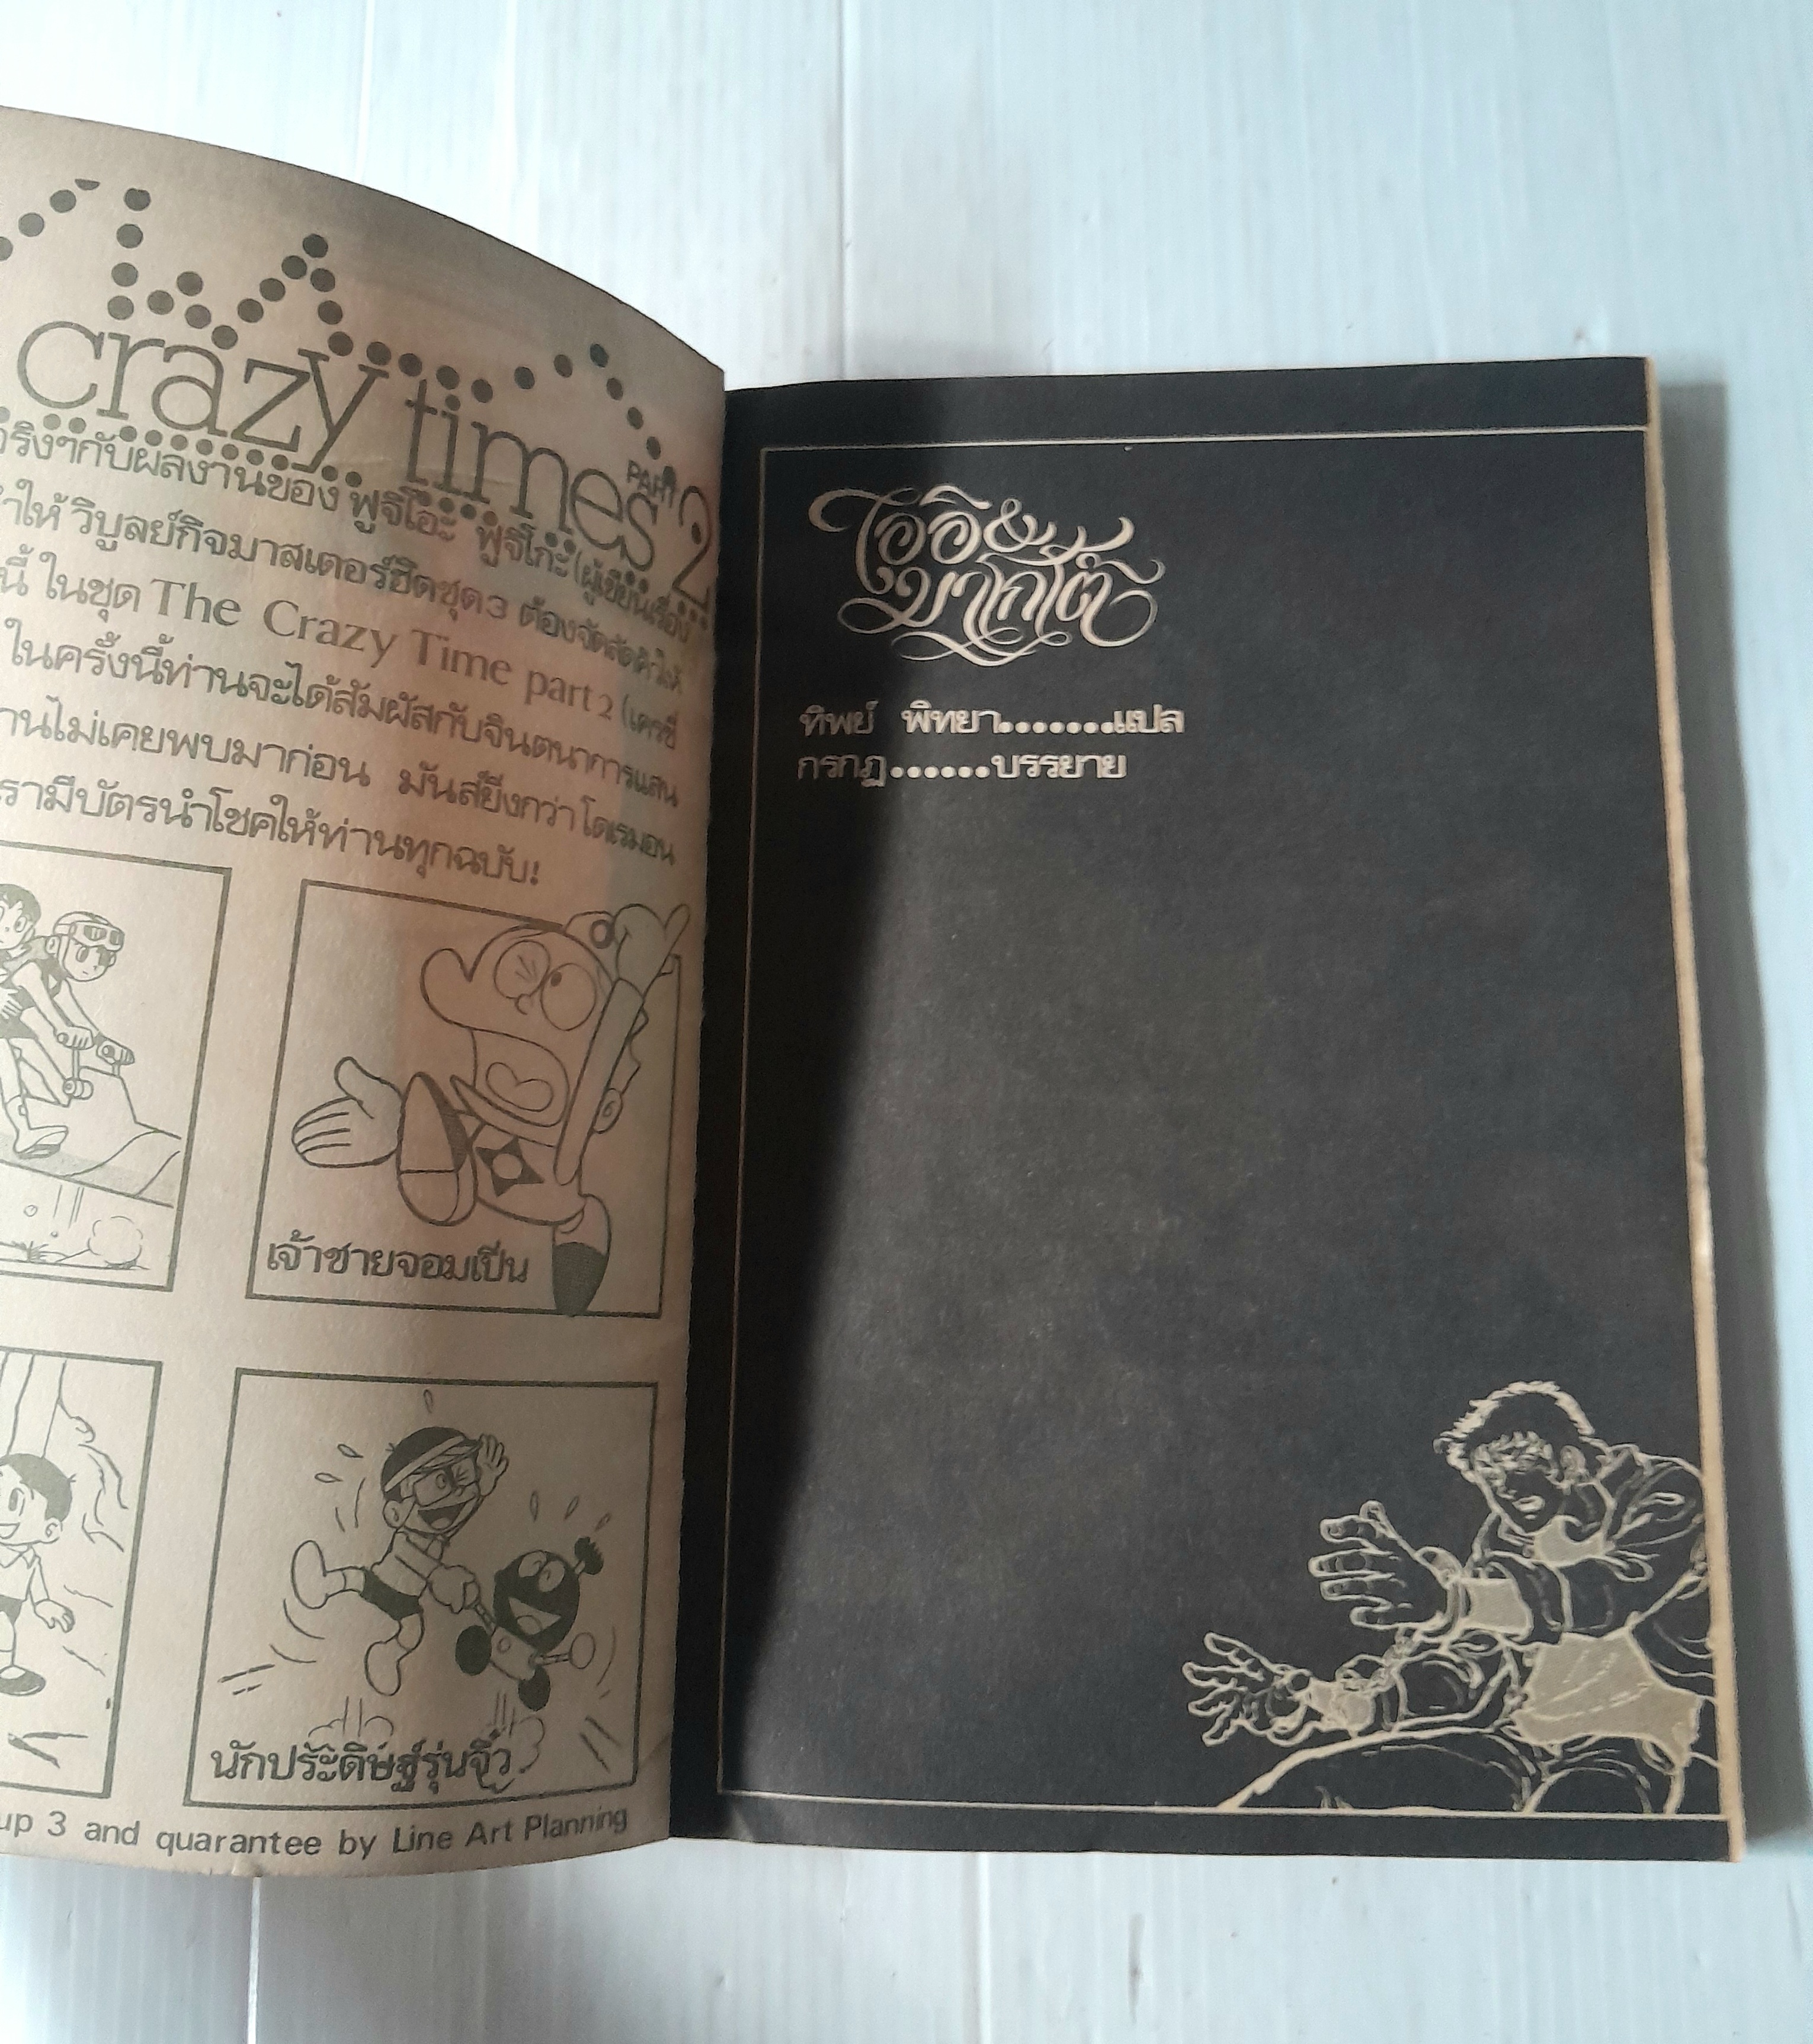 crazy times PART 2
จริงๆกับผลงานของ ฟูจิโอะ ฟูจิโกะ(ผู้เขียนเรื่อง
ทำให้ วิบูลย์กิจมาสเตอร์ฮิตชุด3 ต้องจัดส่งคิวให้
นี้ ในชุด The Crazy Time part 2 (เครซี่
ในครั้งนี้ท่านจะได้สัมผัสกับจินตนาการแสน
านไม่เคยพบมาก่อน มันส์ยิ่งกว่าโดเรมอน
รามีบัตรนำโชคให้ท่านทุกฉบับ!
เจ้าชายจอมเปิ่น
นักประดิษฐ์รุ่นจิ๋ว
up 3 and quarantee by Line Art Planning
ไออิ&
มาโกโต้
ทิพย์ พิทยา.......แปล
กรกฎ......บรรยาย